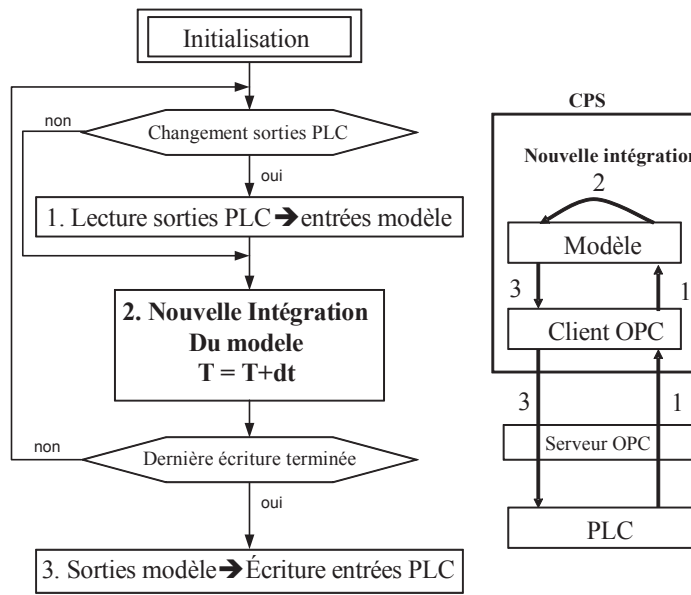 Initialisation
non
Changement sorties PLC
oui
1. Lecture sorties PLC➔entrées modèle
2. Nouvelle Intégration
Du modele
T = T+dt
non
Dernière écriture terminée
oui
3. Sorties modèle➔Écriture entrées PLC
CPS
Nouvelle intégration
2
Modèle
3
1
Client OPC
3
1
Serveur OPC
PLC